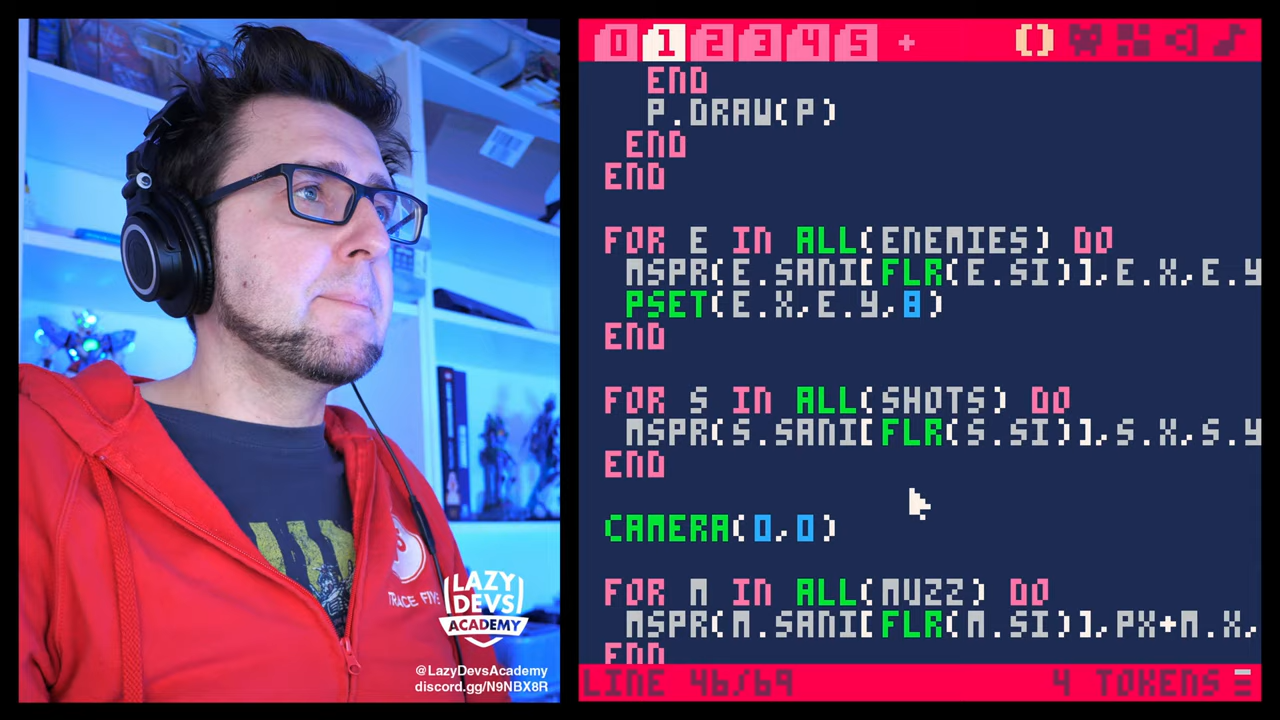 LAZY
DEVS
ACADEMY
@LazyDevsAcademy
discord.gg/N9NBX8R
TRACE FIVE
0 1 2 3 4 5 +
END
P.DRAW(P)
END
END
FOR E IN ALL(ENEMIES) DO
MSPR(E.SANI[FLR(E.SI)],E.X,E.Y
PSET(E.X,E.Y,8)
END
FOR S IN ALL(SHOTS) DO
MSPR(S.SANI[FLR(S.SI)],S.X,S.Y
END
CAMERA(0,0)
FOR M IN ALL(MUZZ) DO
MSPR(M.SANI[FLR(M.SI)],PX+M.X,
END
LINE 46/69 4 TOKENS